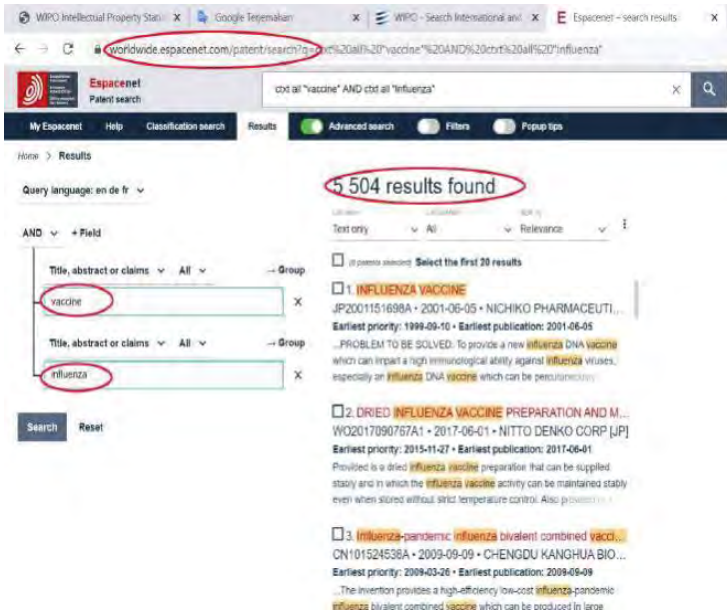 WIPO Intellectual Property Stati X
Google Terjemahan X
WIPO - Search International and X
Espacenet – search results X
worldwide.espacenet.com/patent/search?q=ctxt%20all%20"vaccine"%20AND%20ctxt%20all%20"influenza"
Espacenet
Patent search
ctxt all "vaccine" AND ctxt all "influenza" X
My Espacenet Help Classification search Results Advanced search Filters Popup tips
Home > Results
Query language: en de fr
AND + Field
Title, abstract or claims All → Group
vaccine X
Title, abstract or claims All → Group
influenza X
Search Reset
5 504 results found
Text only All Relevance
(0 patents selected) Select the first 20 results
1. INFLUENZA VACCINE
JP2001151698A • 2001-06-05 • NICHIKO PHARMACEUTI...
Earliest priority: 1999-09-10 • Earliest publication: 2001-06-05
...PROBLEM TO BE SOLVED: To provide a new influenza DNA vaccine
which can impart a high immunological ability against influenza viruses,
especially an influenza DNA vaccine which can be percutaneously
2. DRIED INFLUENZA VACCINE PREPARATION AND M...
WO2017090767A1 • 2017-06-01 • NITTO DENKO CORP [JP]
Earliest priority: 2015-11-27 • Earliest publication: 2017-06-01
Provided is a dried influenza vaccine preparation that can be supplied
stably and in which the influenza vaccine activity can be maintained stably
even when stored without strict temperature control. Also provided is
3. Influenza-pandemic influenza bivalent combined vacci...
CN101524538A • 2009-09-09 • CHENGDU KANGHUA BIO...
Earliest priority: 2009-03-26 • Earliest publication: 2009-09-09
...The invention provides a high-efficiency low-cost influenza-pandemic
influenza bivalent combined vaccine which can be produced in large